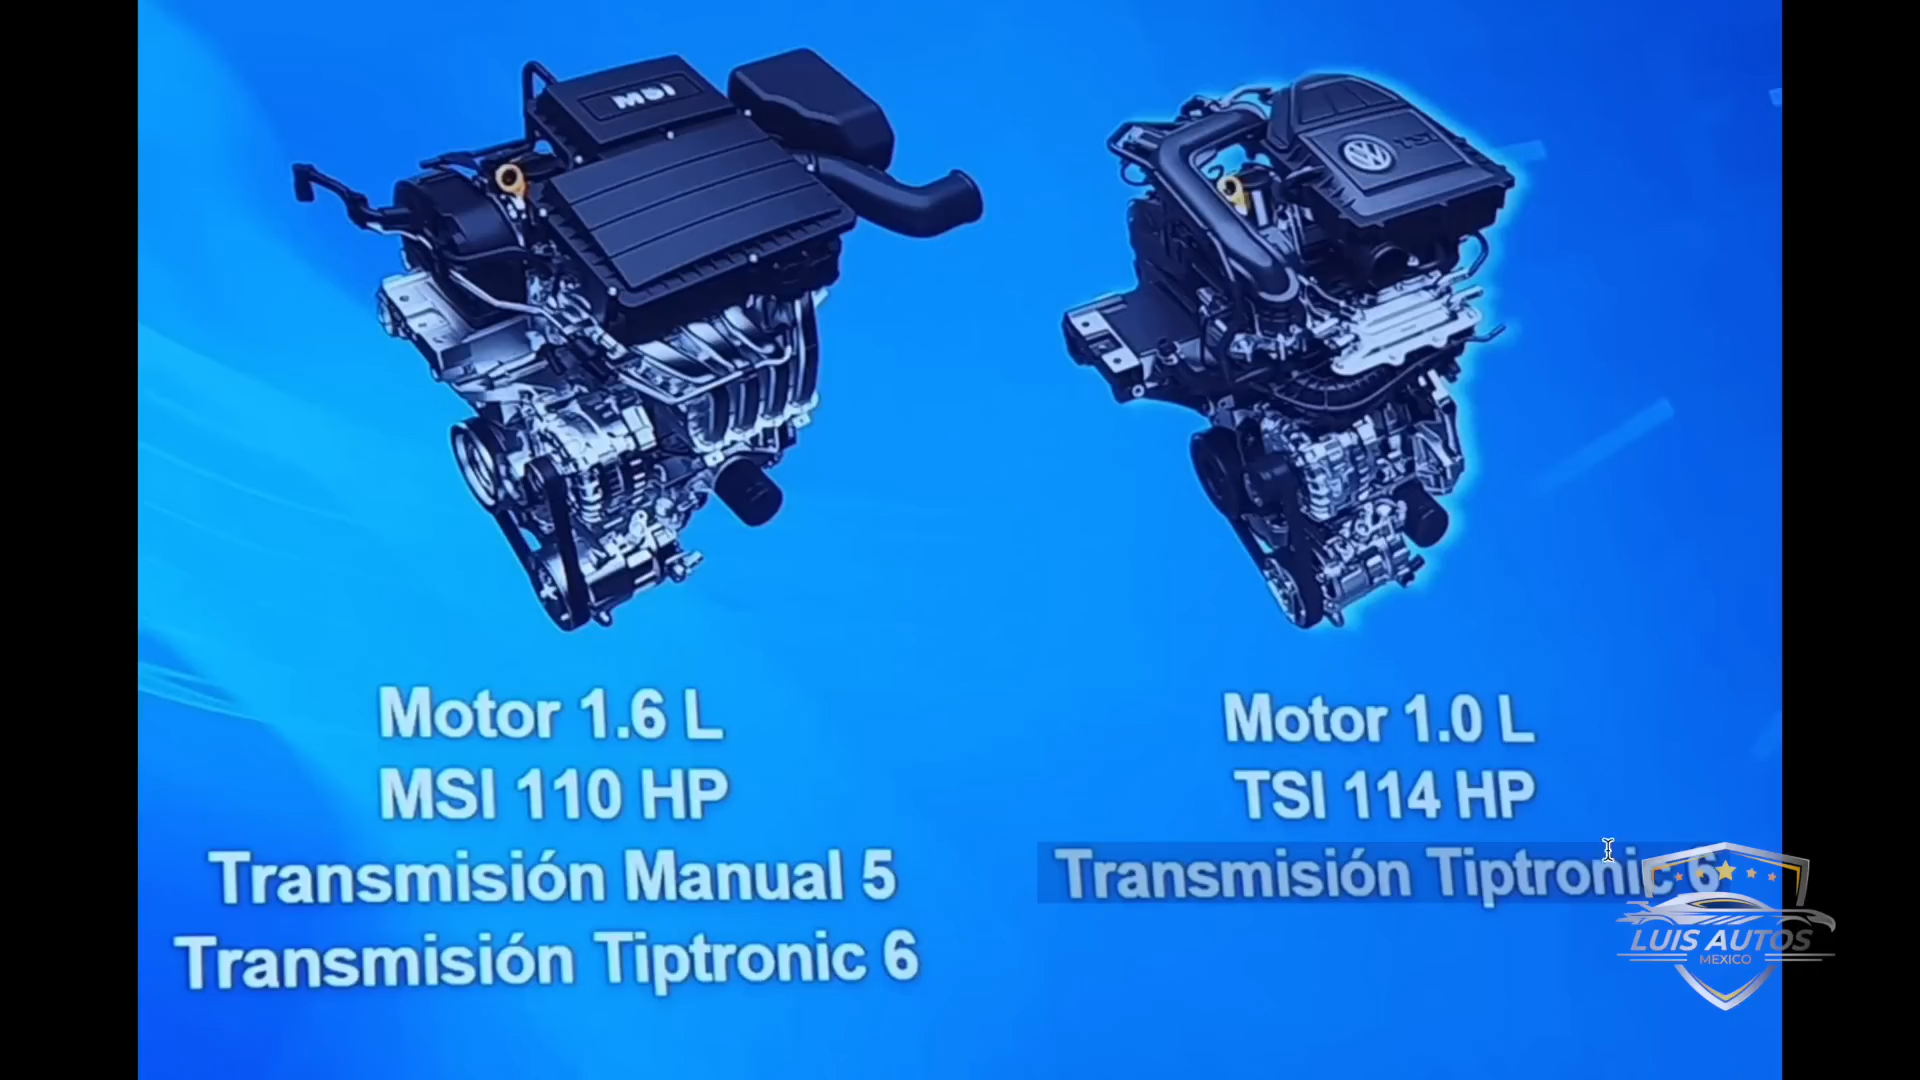 MSI
TSI
Motor 1.6 L
MSI 110 HP
Transmisión Manual 5
Transmisión Tiptronic 6
Motor 1.0 L
TSI 114 HP
Transmisión Tiptronic 6
LUIS AUTOS
MEXICO